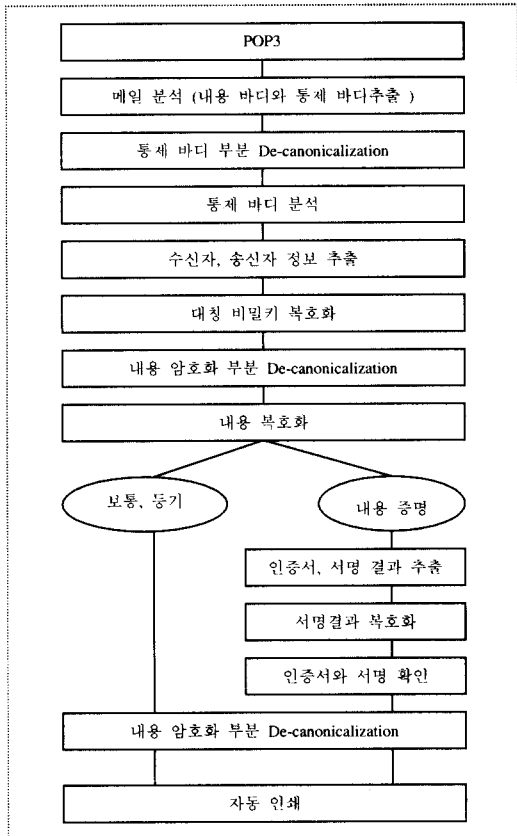 POP3
메일 분석 (내용 바디와 통제 바디추출 )
통제 바디 부분 De-canonicalization
통제 바디 분석
수신자, 송신자 정보 추출
대칭 비밀키 복호화
내용 암호화 부분 De-canonicalization
내용 복호화
보통, 등기
내용 증명
인증서, 서명 결과 추출
서명결과 복호화
인증서와 서명 확인
내용 암호화 부분 De-canonicalization
자동 인쇄